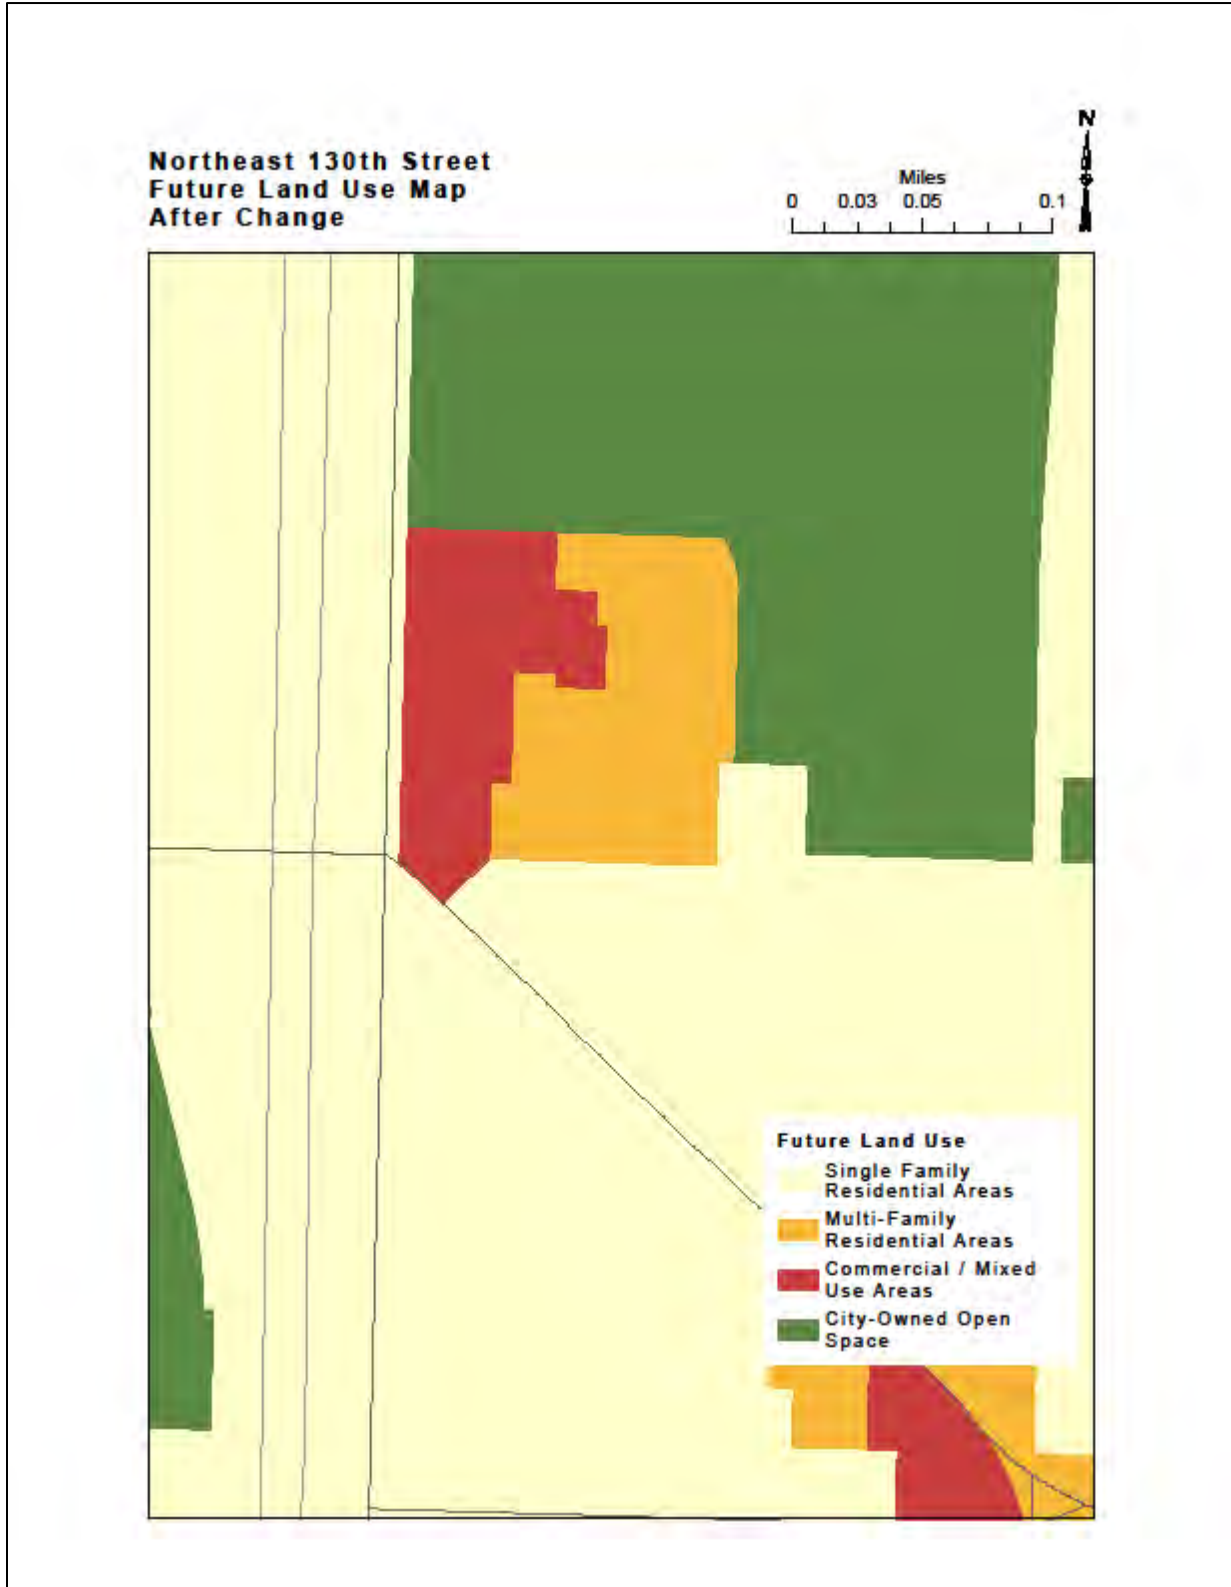 Northeast 130th Street
Future Land Use Map
After Change
N
Miles
0 0.03 0.05 0.1
Future Land Use
Single Family
Residential Areas
Multi-Family
Residential Areas
Commercial / Mixed
Use Areas
City-Owned Open
Space